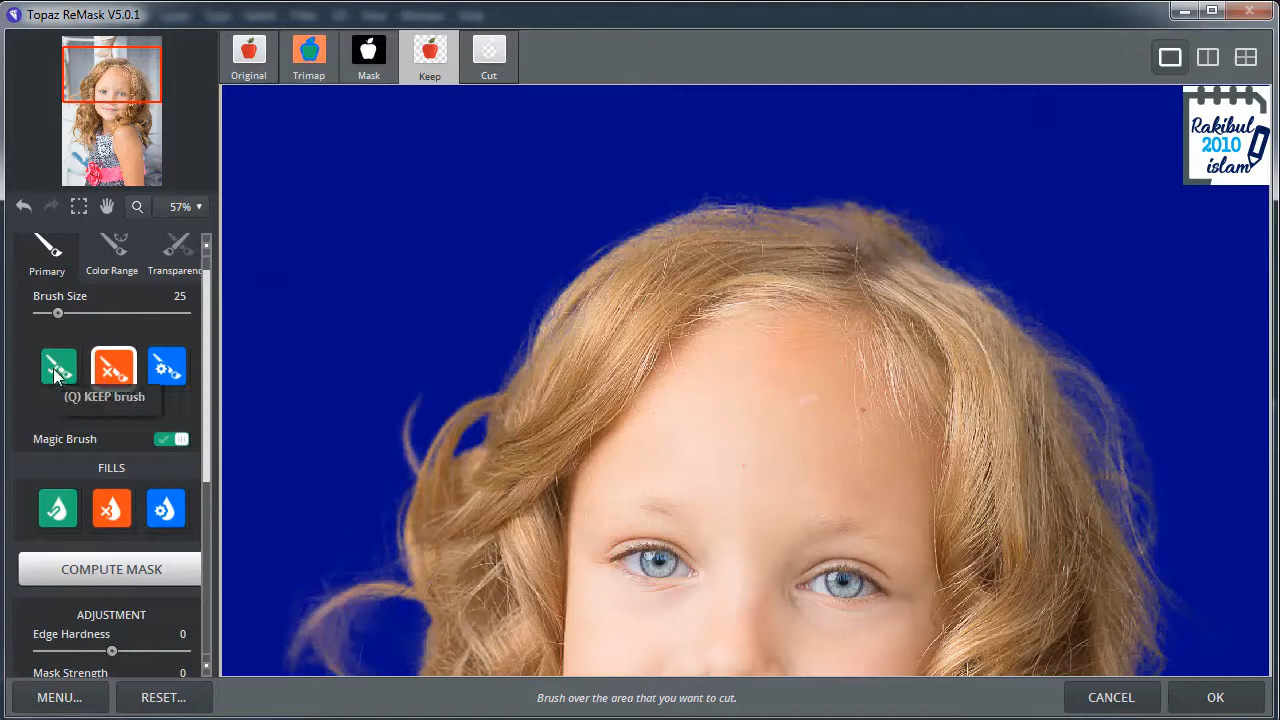 Topaz ReMask V5.0.1
Original
Trimap
Mask
Keep
Cut
Rakibul
2010
islam
57%
Primary
Color Range
Transparenc
Brush Size 25
(Q) KEEP brush
Magic Brush
FILLS
COMPUTE MASK
ADJUSTMENT
Edge Hardness 0
Mask Strength 0
MENU...
RESET...
Brush over the area that you want to cut.
CANCEL
OK